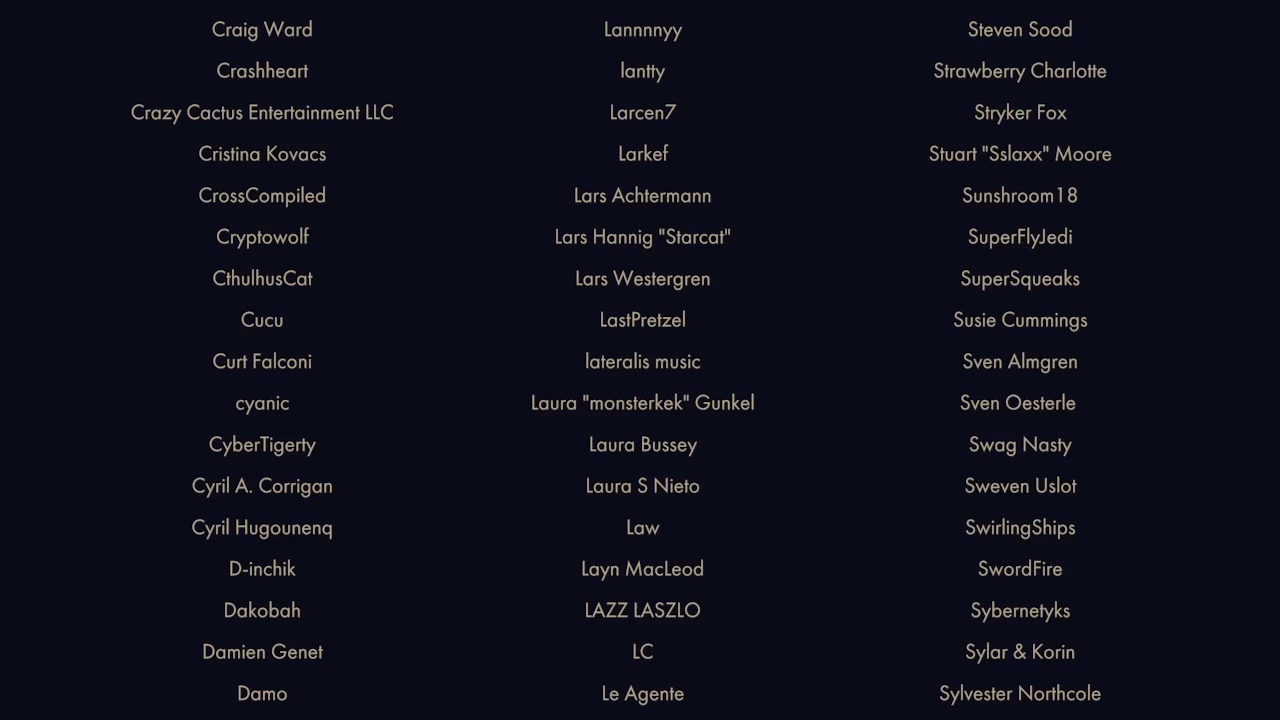 Craig Ward
Crashheart
Crazy Cactus Entertainment LLC
Cristina Kovacs
CrossCompiled
Cryptowolf
CthulhusCat
Cucu
Curt Falconi
cyanic
CyberTigerty
Cyril A. Corrigan
Cyril Hugounenq
D-inchik
Dakobah
Damien Genet
Damo
Lannnnyy
lantty
Larcen7
Larkef
Lars Achtermann
Lars Hannig "Starcat"
Lars Westergren
LastPretzel
lateralis music
Laura "monsterkek" Gunkel
Laura Bussey
Laura S Nieto
Law
Layn MacLeod
LAZZ LASZLO
LC
Le Agente
Steven Sood
Strawberry Charlotte
Stryker Fox
Stuart "Sslaxx" Moore
Sunshroom18
SuperFlyJedi
SuperSqueaks
Susie Cummings
Sven Almgren
Sven Oesterle
Swag Nasty
Sweven Uslot
SwirlingShips
SwordFire
Sybernetyks
Sylar & Korin
Sylvester Northcole